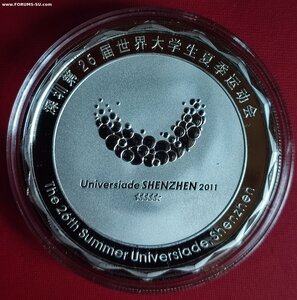 www.FORUMS-SU.com
深圳第26届世界大学生夏季运动会
Universiade SHENZHEN 2011
The 26th Summer Universiade Shenzhen